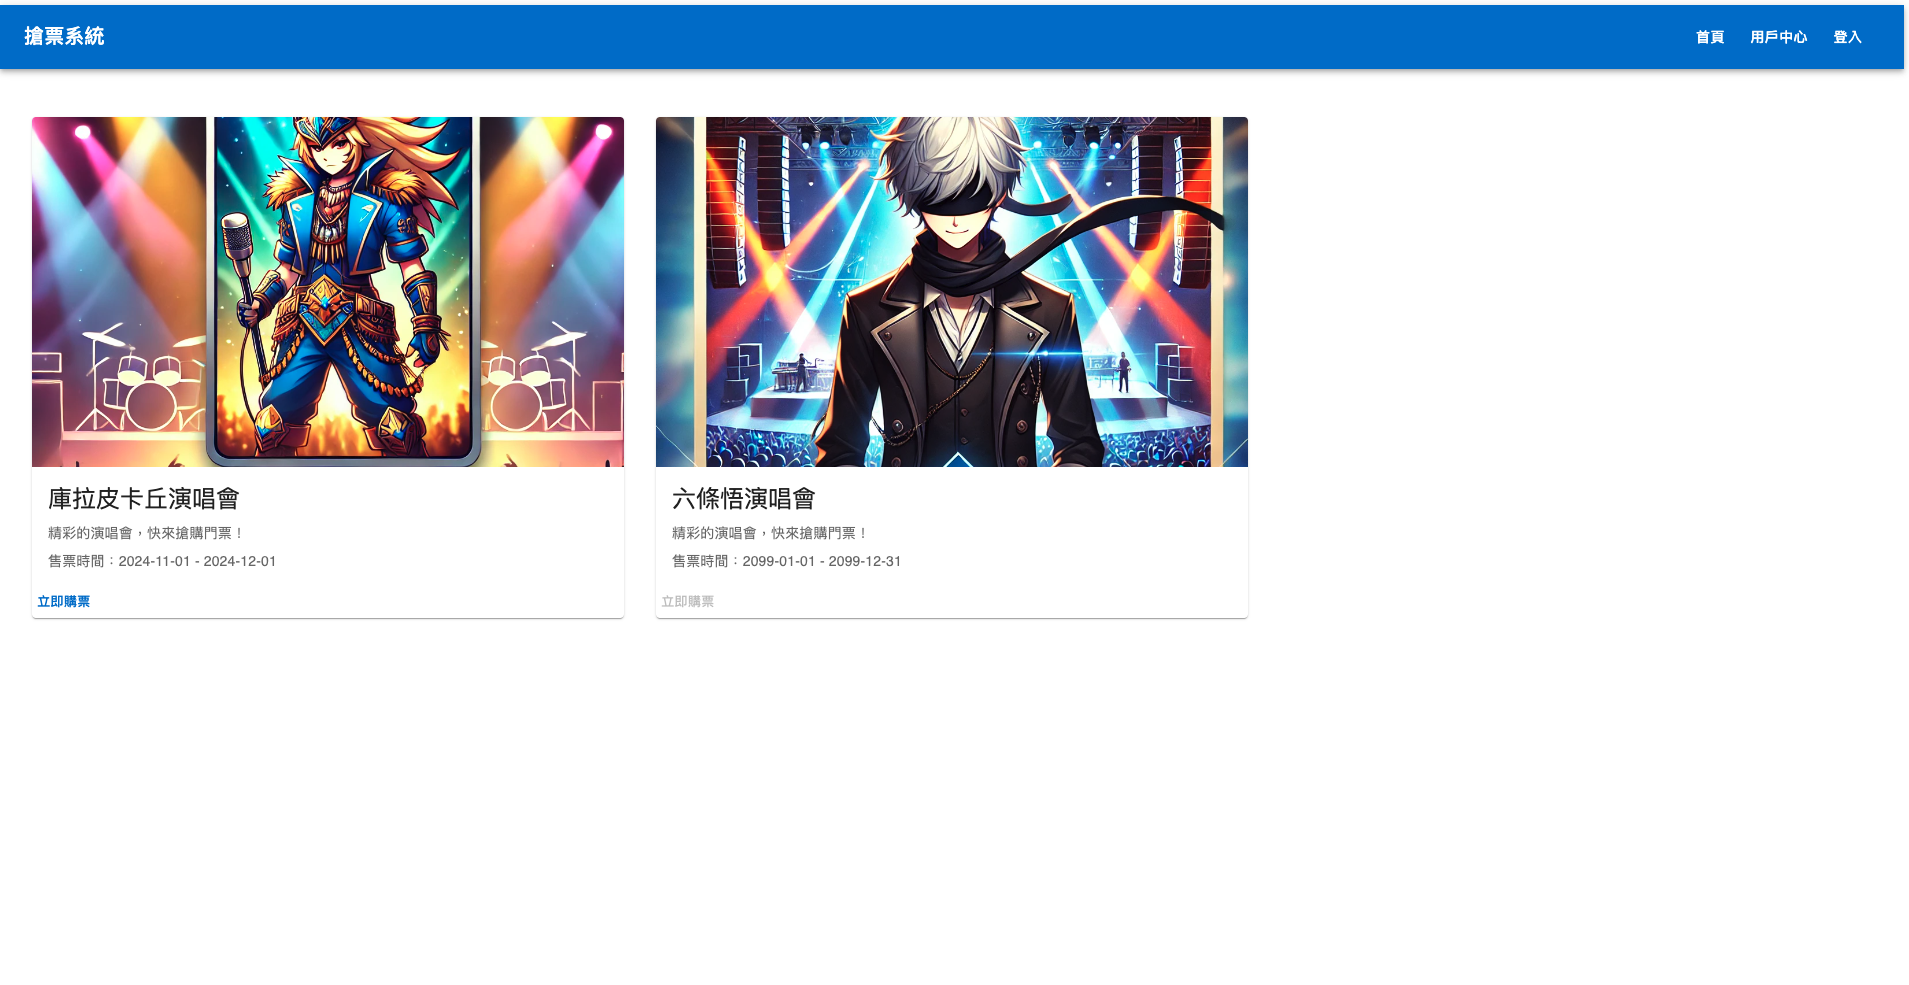 搶票系統
首頁 用戶中心 登入
庫拉皮卡丘演唱會
精彩的演唱會，快來搶購門票！
售票時間：2024-11-01 - 2024-12-01
立即購票
六條悟演唱會
精彩的演唱會，快來搶購門票！
售票時間：2099-01-01 - 2099-12-31
立即購票